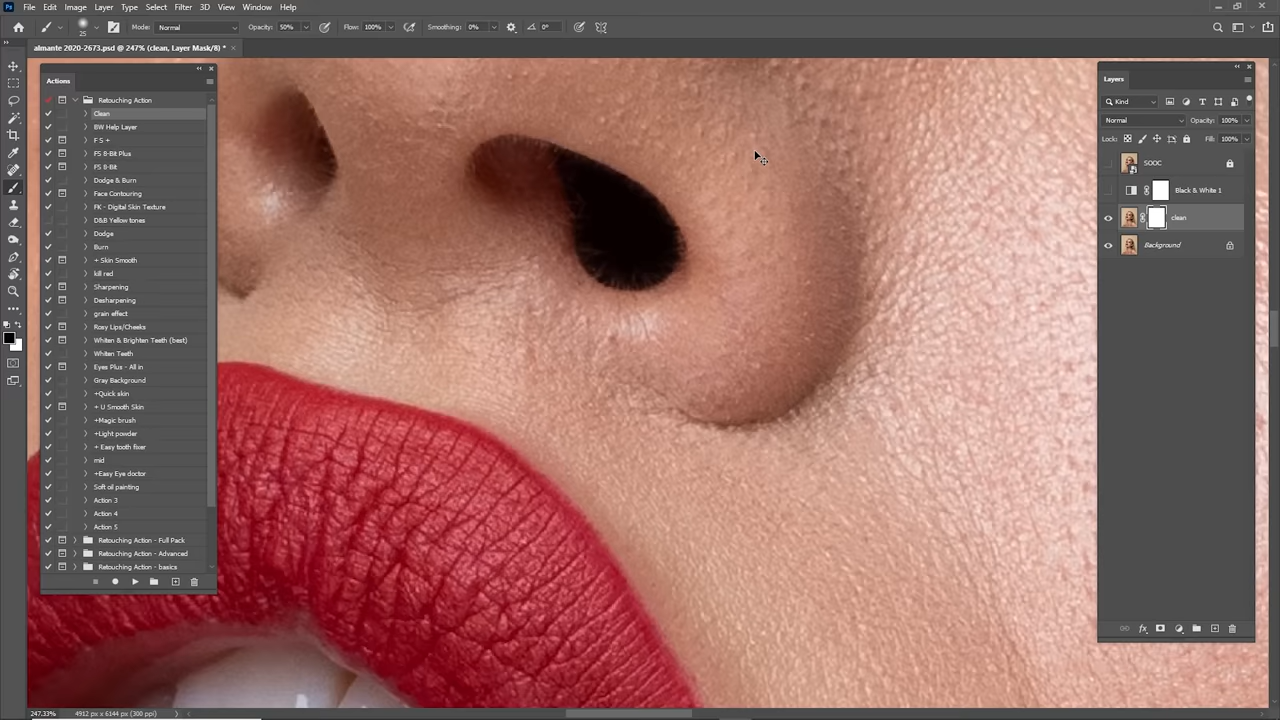 Ps File Edit Image Layer Type Select Filter 3D View Window Help
25 Mode: Normal Opacity: 50% Flow: 100% Smoothing: 0% 0°
almante 2020-2673.psd @ 247% (clean, Layer Mask/8) *
Actions
Retouching Action
Clean
BW Help Layer
F S +
FS 8-Bit Plus
FS 8-Bit
Dodge & Burn
Face Contouring
FK - Digital Skin Texture
D&B Yellow tones
Dodge
Burn
+ Skin Smooth
kill red
Sharpening
Desharpening
grain effect
Rosy Lips/Cheeks
Whiten & Brighten Teeth (best)
Whiten Teeth
Eyes Plus - All in
Gray Background
+Quick skin
+ U Smooth Skin
+Magic brush
+Light powder
+ Easy tooth fixer
mid
+Easy Eye doctor
Soft oil painting
Action 3
Action 4
Action 5
Retouching Action - Full Pack
Retouching Action - Advanced
Retouching Action - basics
Layers
Kind
Normal Opacity: 100%
Lock: Fill: 100%
SOOC
Black & White 1
clean
Background
fx
247.33% 4912 px x 6144 px (300 ppi)